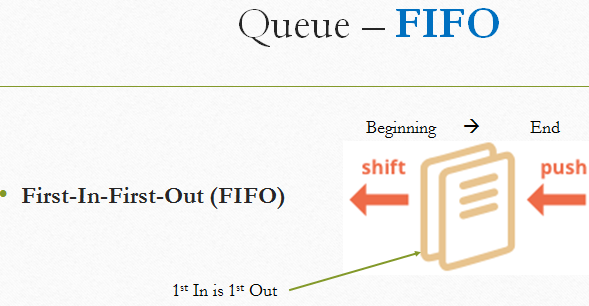 Queue – FIFO
Beginning → End
shift push
• First-In-First-Out (FIFO)
1st In is 1st Out